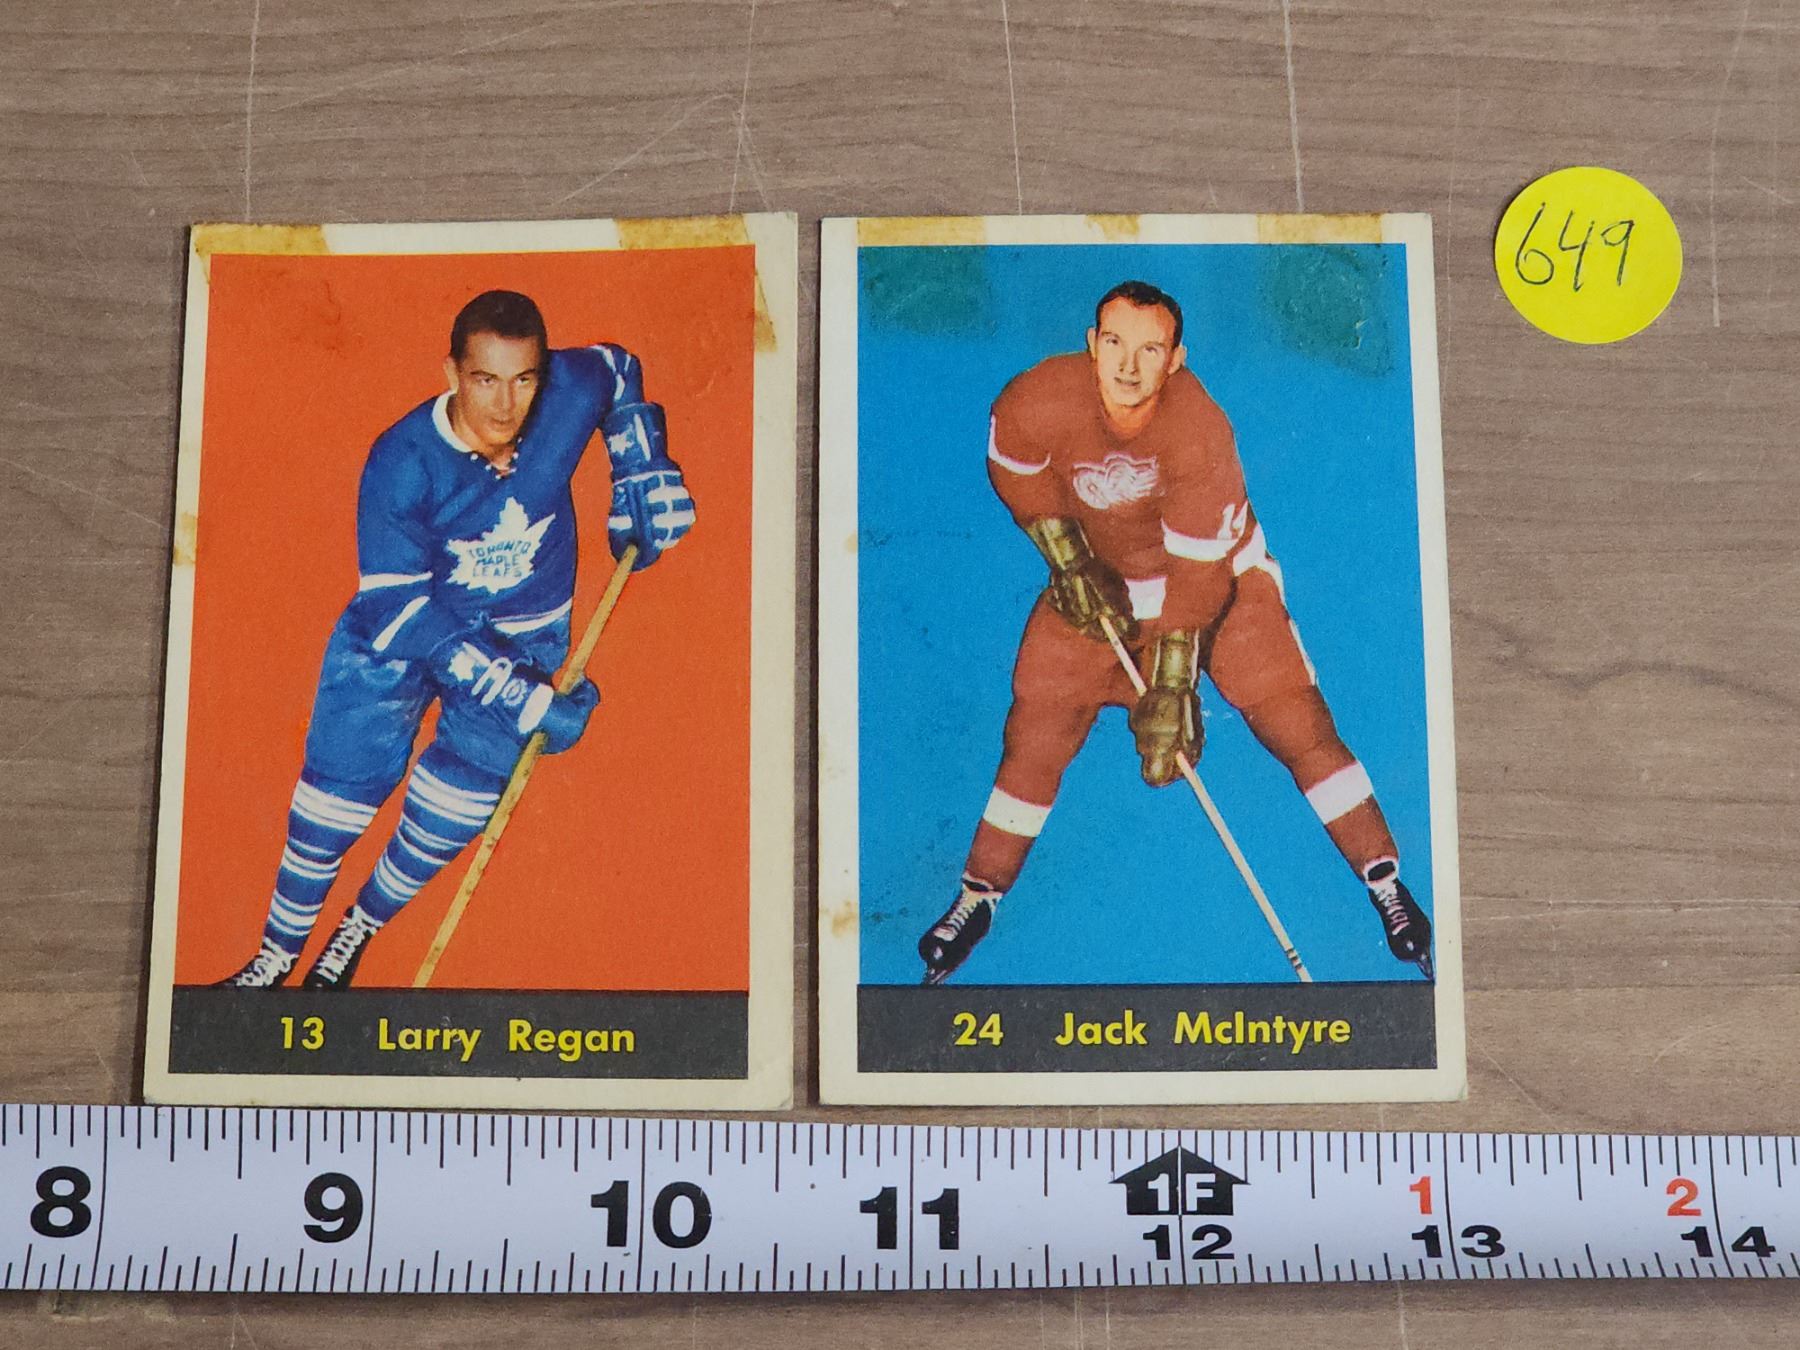 649
TORONTO
MAPLE
LEAFS
14
13 Larry Regan
24 Jack McIntyre
1F 1 2
8 9 10 11 12 13 14